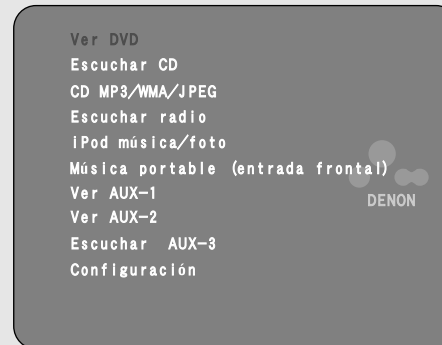 Ver DVD
Escuchar CD
CD MP3/WMA/JPEG
Escuchar radio
iPod música/foto
Música portable (entrada frontal)
Ver AUX-1
DENON
Ver AUX-2
Escuchar AUX-3
Configuración